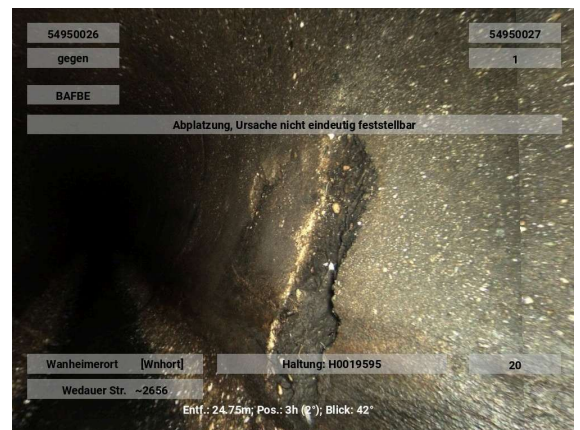 54950026
54950027
gegen
1
BAFBE
Abplatzung, Ursache nicht eindeutig feststellbar
Wanheimerort [Wnhort]
Haltung: H0019595
20
Wedauer Str. ~2656
Entf.: 24.75m; Pos.: 3h (2°); Blick: 42°